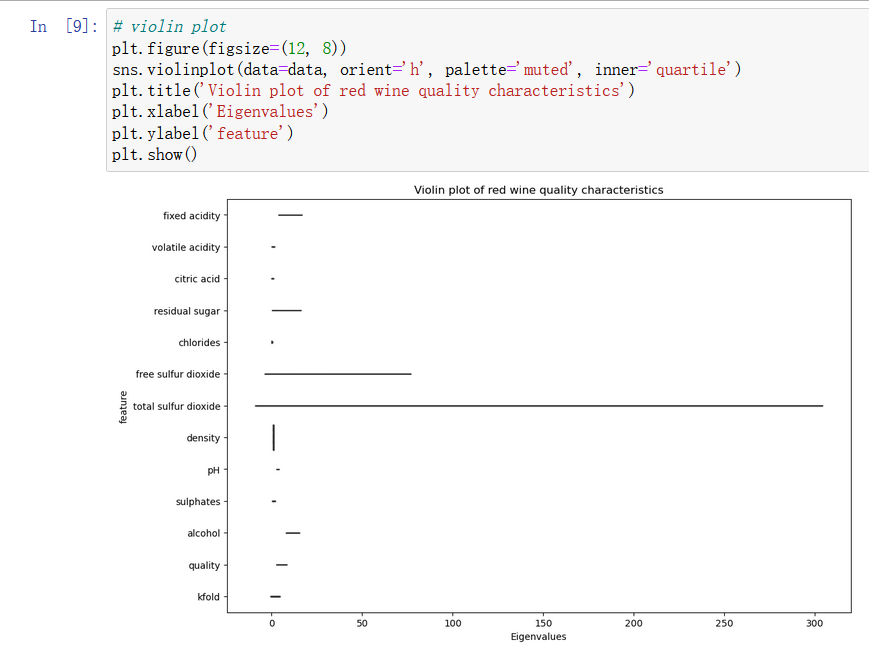 In [9]:
# violin plot
plt.figure(figsize=(12, 8))
sns.violinplot(data=data, orient='h', palette='muted', inner='quartile')
plt.title('Violin plot of red wine quality characteristics')
plt.xlabel('Eigenvalues')
plt.ylabel('feature')
plt.show()
Violin plot of red wine quality characteristics
fixed acidity
volatile acidity
citric acid
residual sugar
chlorides
free sulfur dioxide
total sulfur dioxide
density
pH
sulphates
alcohol
quality
kfold
feature
0 50 100 150 200 250 300
Eigenvalues